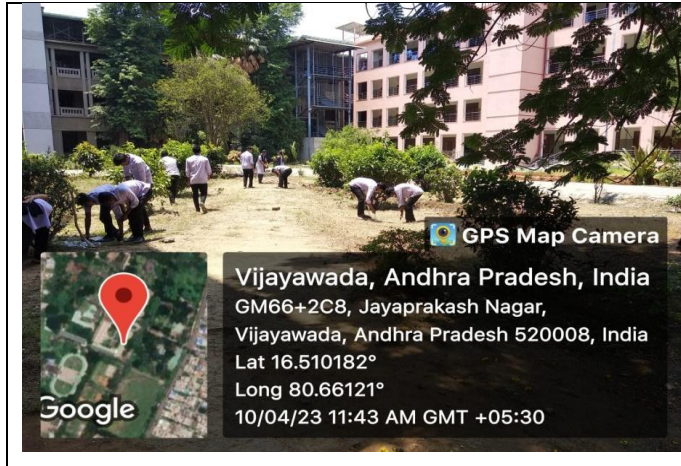 GPS Map Camera
Vijayawada, Andhra Pradesh, India
GM66+2C8, Jayaprakash Nagar,
Vijayawada, Andhra Pradesh 520008, India
Lat 16.510182°
Long 80.66121°
10/04/23 11:43 AM GMT +05:30
Google